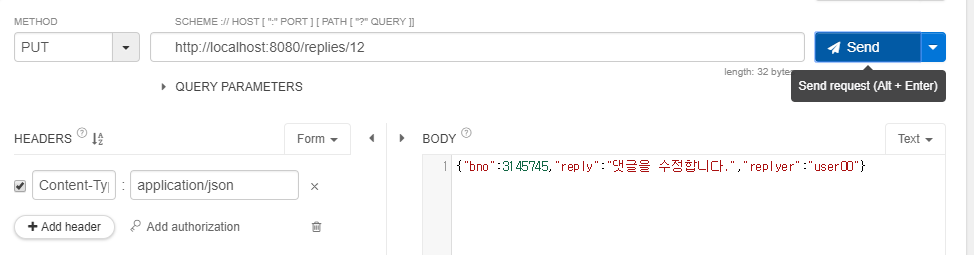 METHOD
SCHEME :// HOST [ ":" PORT ] [ PATH [ "?" QUERY ]]
PUT
http://localhost:8080/replies/12
Send
length: 32 byte
Send request (Alt + Enter)
QUERY PARAMETERS
HEADERS
Form
BODY
Text
Content-Typ
:
application/json
+ Add header
Add authorization
1
{"bno":3145745,"reply":"댓글을 수정합니다.","replyer":"user00"}